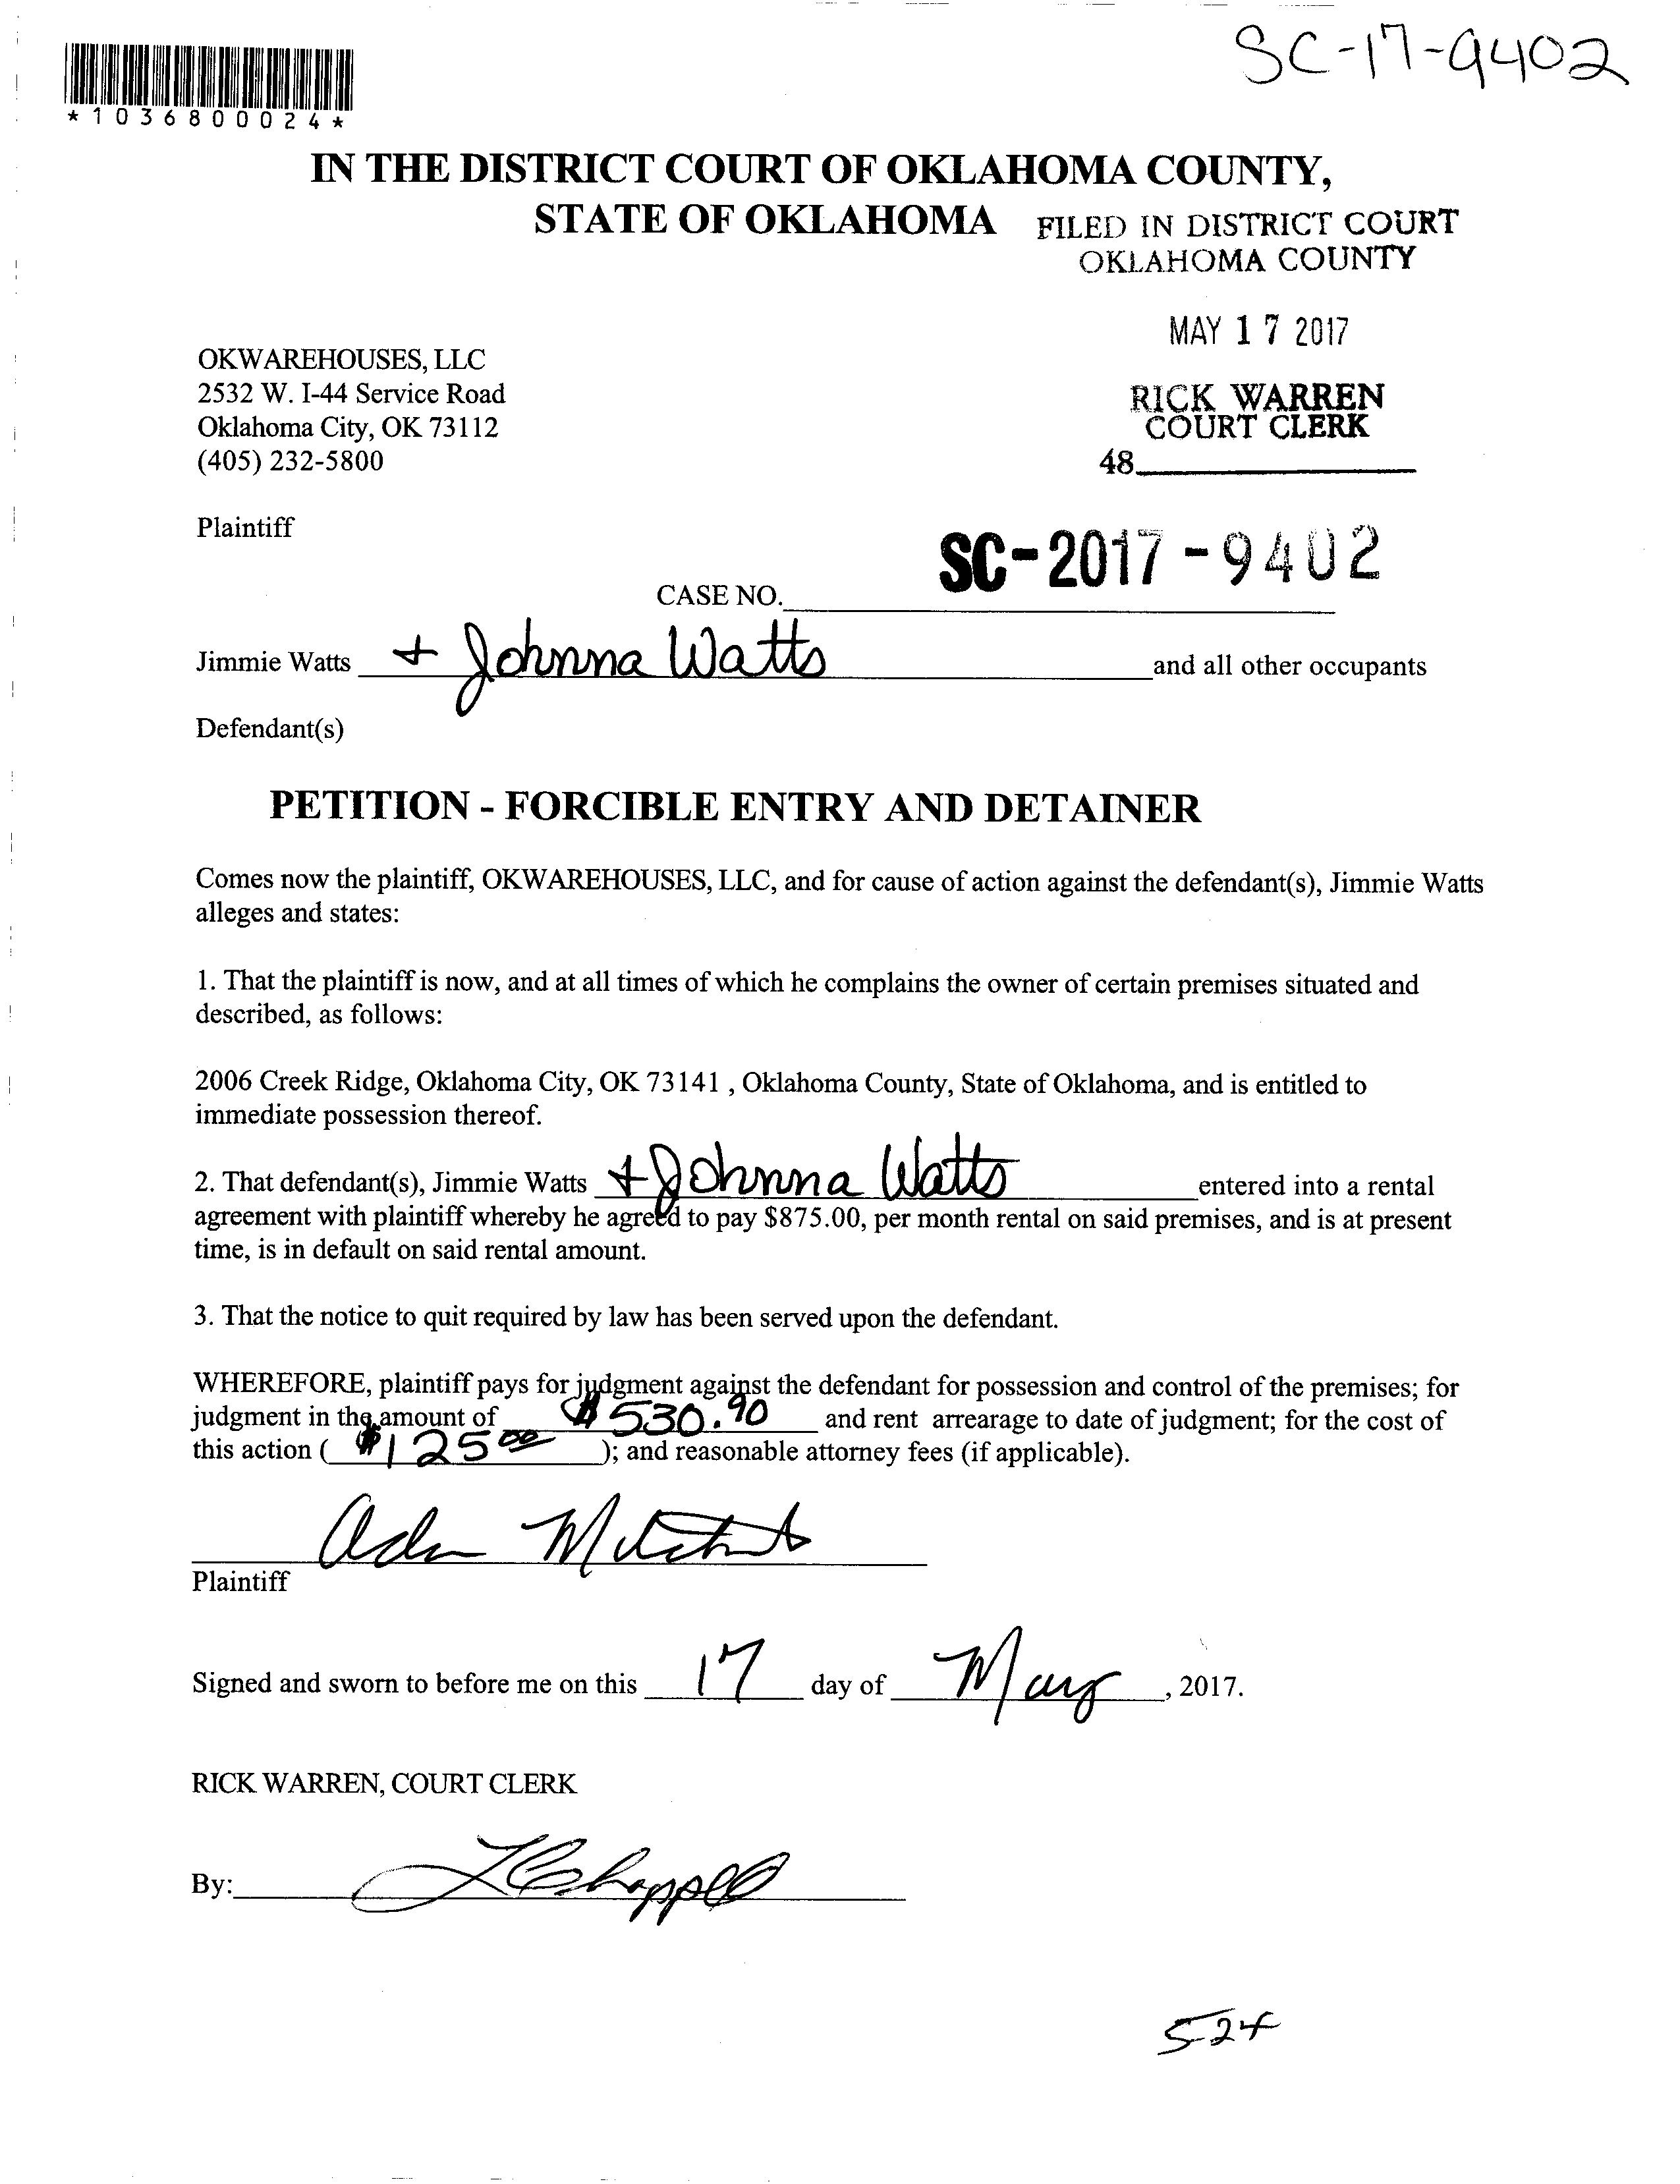 SC-17-9402
*1036800024*
IN THE DISTRICT COURT OF OKLAHOMA COUNTY,
STATE OF OKLAHOMA
FILED IN DISTRICT COURT
OKLAHOMA COUNTY
MAY 17 2017
RICK WARREN
COURT CLERK
48
OKWAREHOUSES, LLC
2532 W. I-44 Service Road
Oklahoma City, OK 73112
(405) 232-5800
Plaintiff
CASE NO. SC-2017-9402
Jimmie Watts + Johnna Watts and all other occupants
Defendant(s)
PETITION - FORCIBLE ENTRY AND DETAINER
Comes now the plaintiff, OKWAREHOUSES, LLC, and for cause of action against the defendant(s), Jimmie Watts
alleges and states:
1. That the plaintiff is now, and at all times of which he complains the owner of certain premises situated and
described, as follows:
2006 Creek Ridge, Oklahoma City, OK 73141 , Oklahoma County, State of Oklahoma, and is entitled to
immediate possession thereof.
2. That defendant(s), Jimmie Watts + Johnna Watts entered into a rental
agreement with plaintiff whereby he agreed to pay $875.00, per month rental on said premises, and is at present
time, is in default on said rental amount.
3. That the notice to quit required by law has been served upon the defendant.
WHEREFORE, plaintiff pays for judgment against the defendant for possession and control of the premises; for
judgment in the amount of $530.90 and rent arrearage to date of judgment; for the cost of
this action ( $125.00 ); and reasonable attorney fees (if applicable).
Plaintiff
Signed and sworn to before me on this 17 day of May, 2017.
RICK WARREN, COURT CLERK
By: